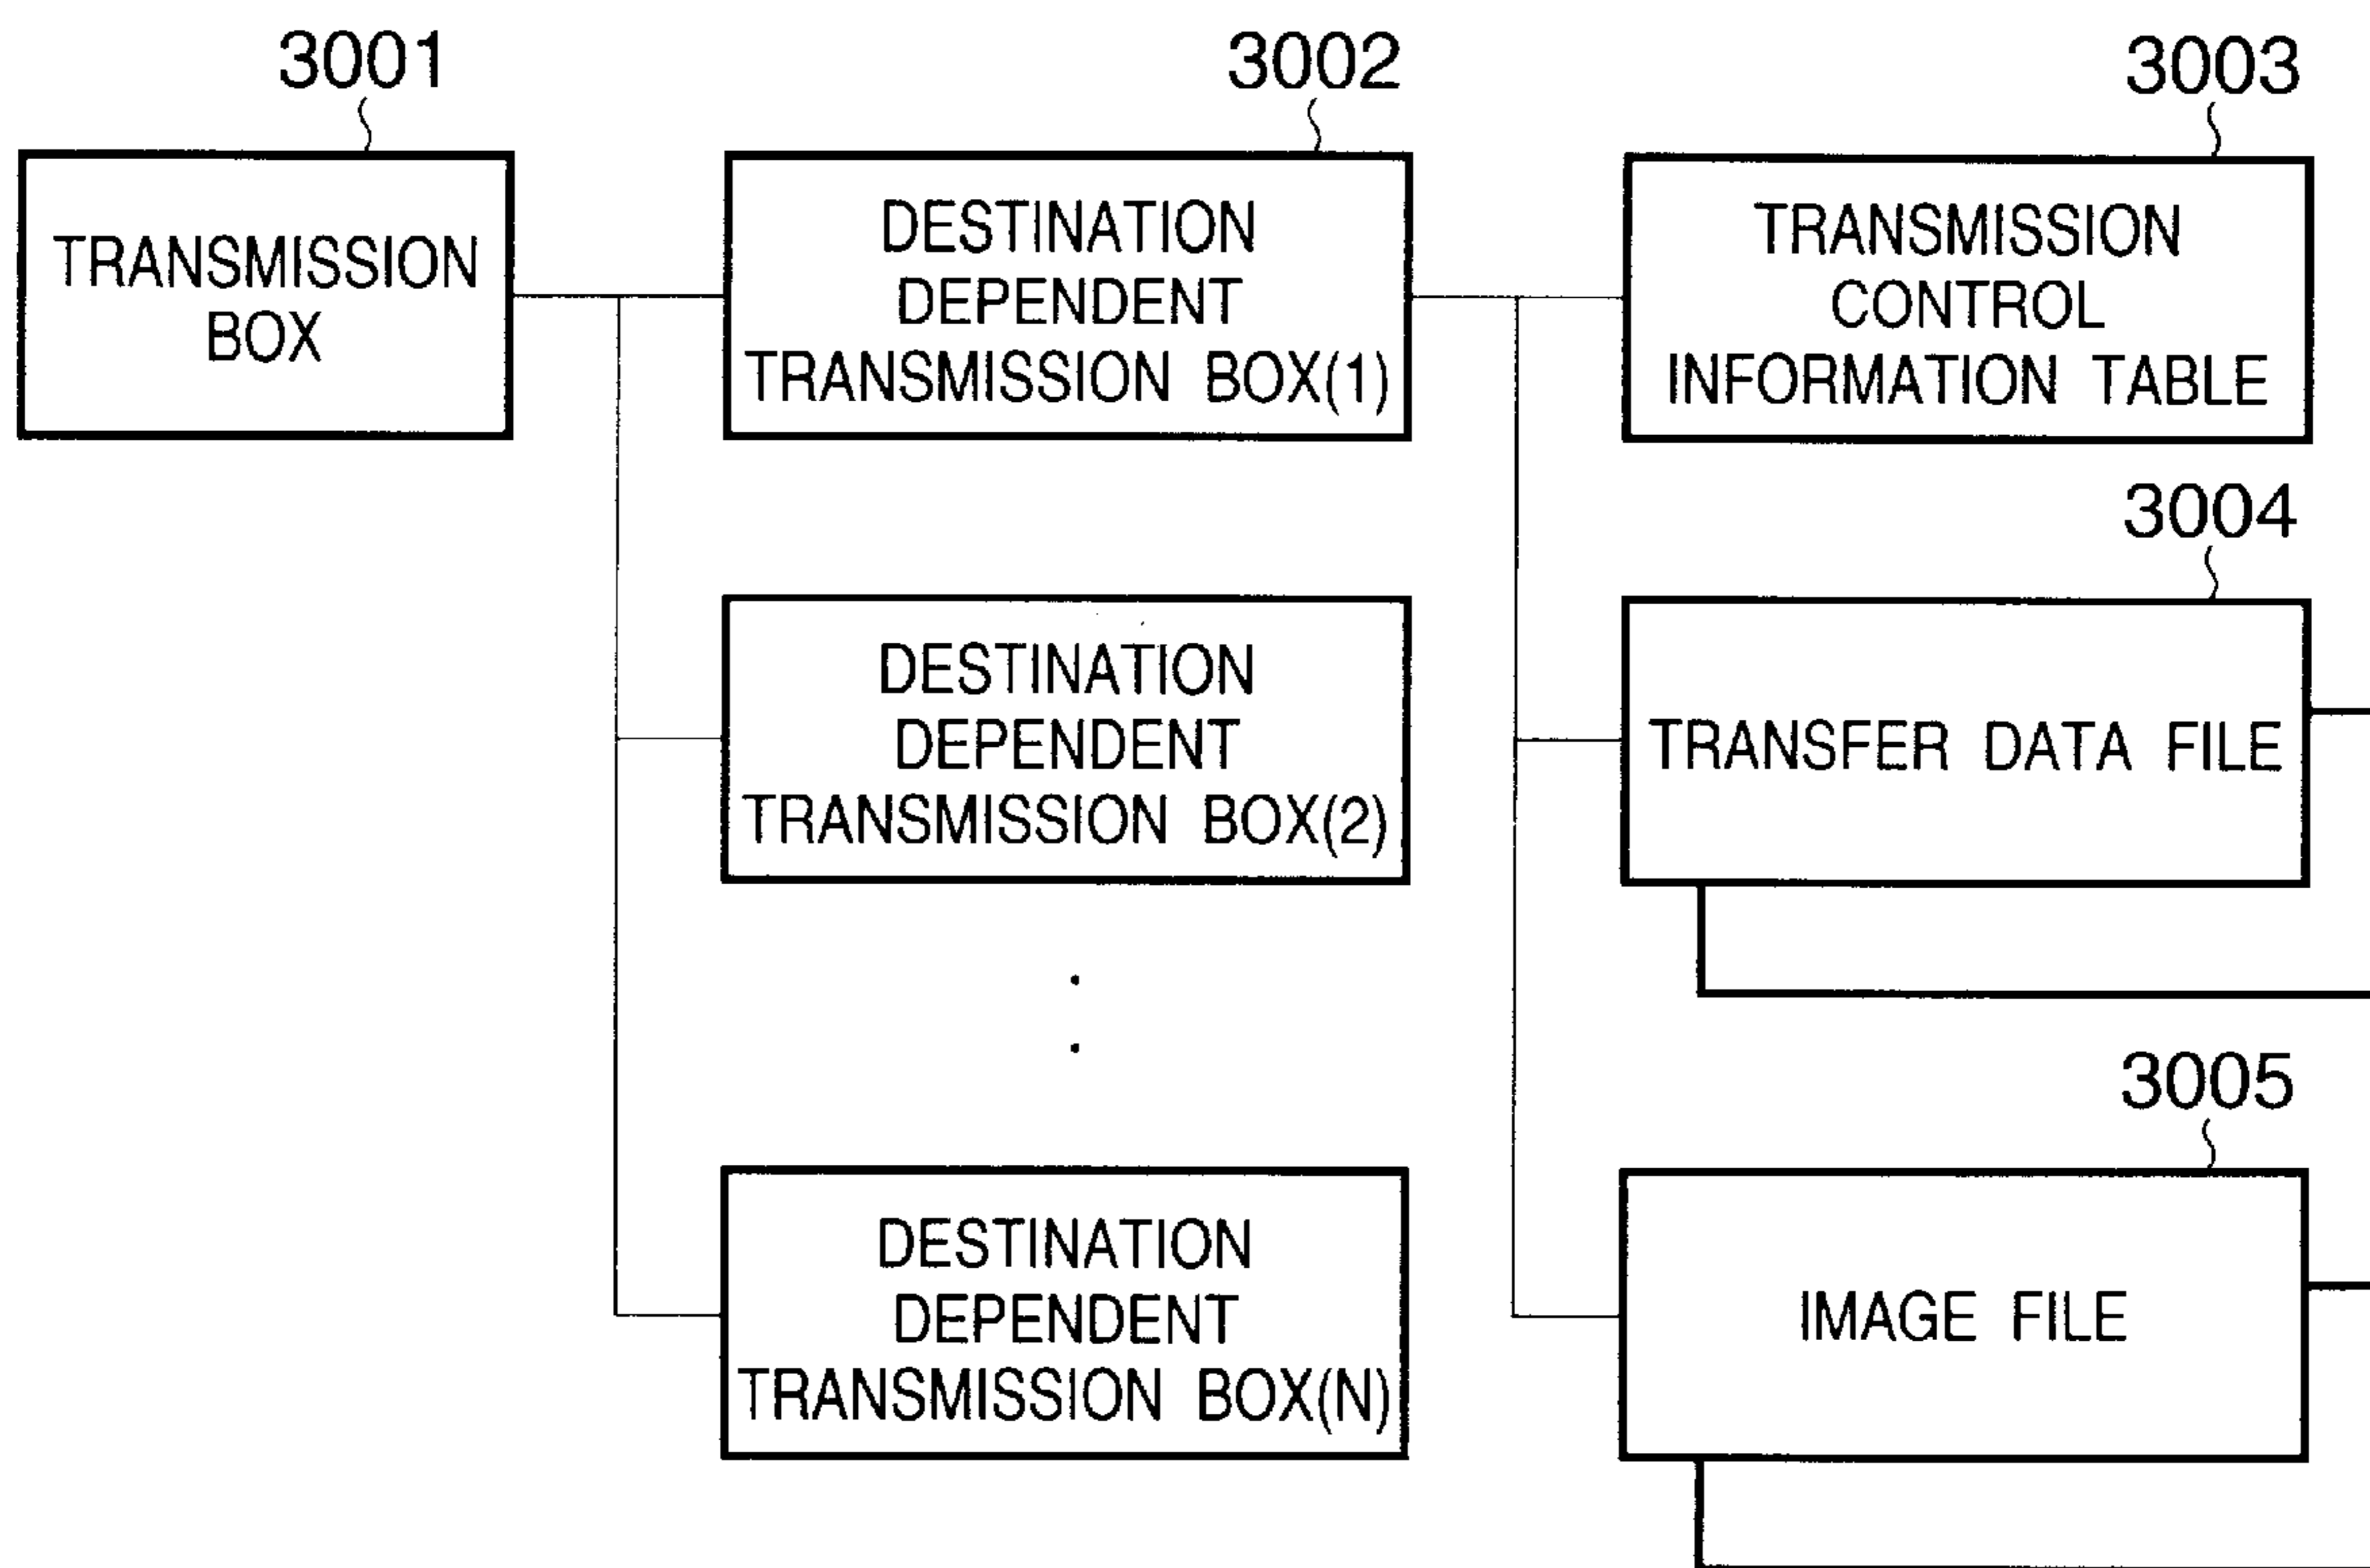 3001
TRANSMISSION
BOX
3002
DESTINATION
DEPENDENT
TRANSMISSION BOX(1)
3003
TRANSMISSION
CONTROL
INFORMATION TABLE
DESTINATION
DEPENDENT
TRANSMISSION BOX(2)
3004
TRANSFER DATA FILE
DESTINATION
DEPENDENT
TRANSMISSION BOX(N)
3005
IMAGE FILE